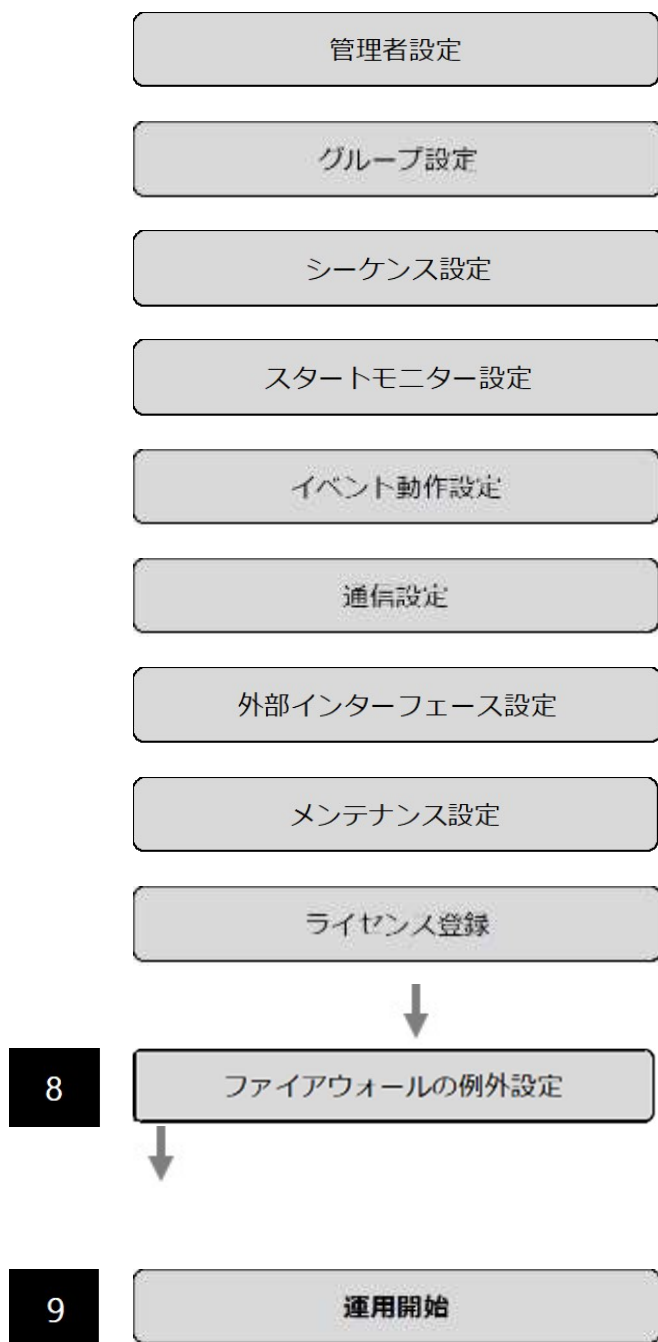 管理者設定
グループ設定
シーケンス設定
スタートモニター設定
イベント動作設定
通信設定
外部インターフェース設定
メンテナンス設定
ライセンス登録
8 ファイアウォールの例外設定
9 運用開始